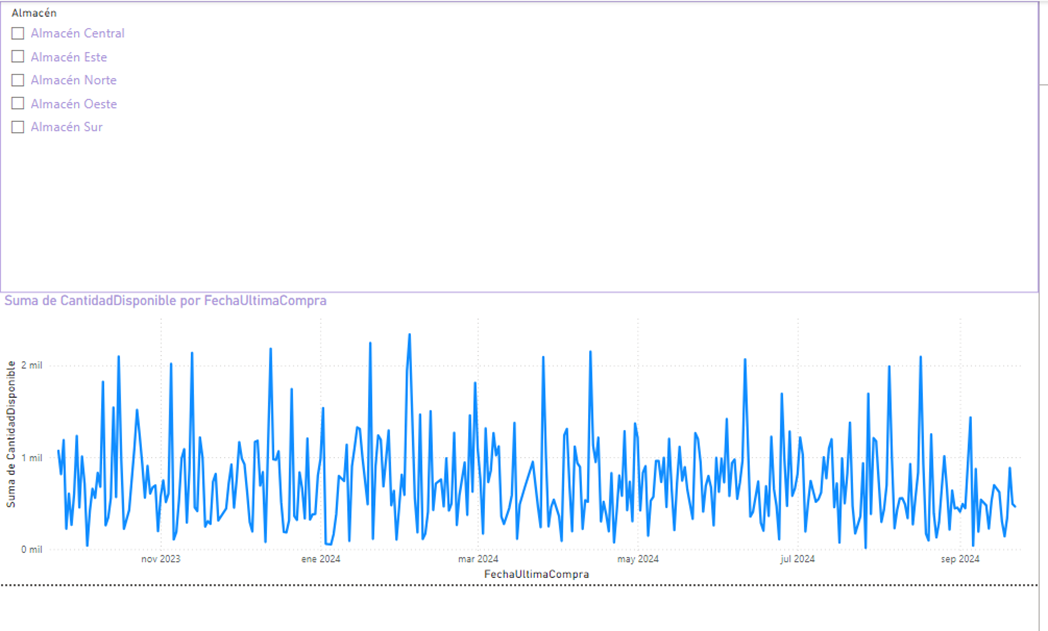 Almacén
Almacén Central
Almacén Este
Almacén Norte
Almacén Oeste
Almacén Sur
Suma de CantidadDisponible por FechaUltimaCompra
Suma de CantidadDisponible
2 mil
1 mil
0 mil
nov 2023
ene 2024
mar 2024
may 2024
jul 2024
sep 2024
FechaUltimaCompra